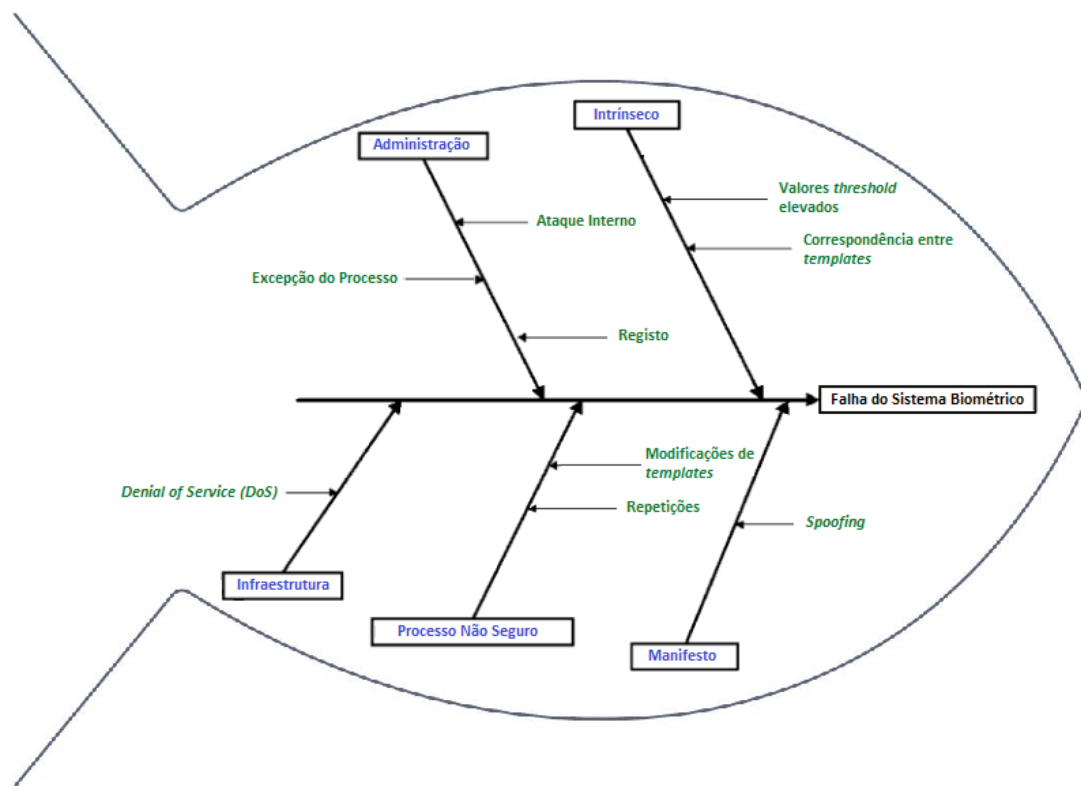 Intrínseco
Administração
Valores threshold
elevados
Ataque Interno
Correspondência entre
templates
Excepção do Processo
Registo
Falha do Sistema Biométrico
Modificações de
templates
Denial of Service (DoS)
Repetições
Spoofing
Infraestrutura
Processo Não Seguro
Manifesto